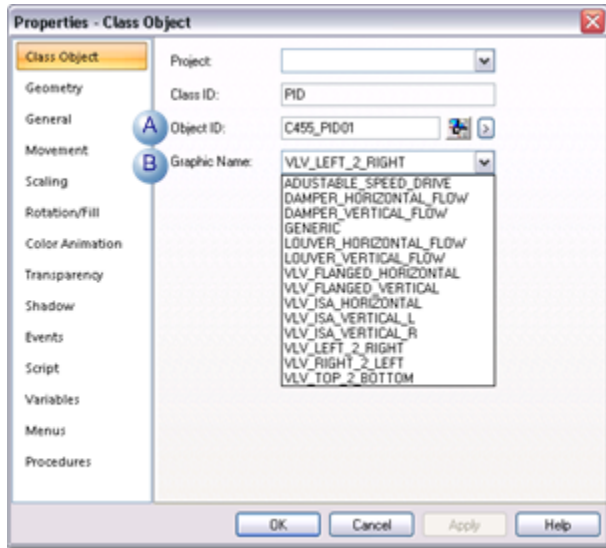 Properties - Class Object
Class Object
Geometry
General
Movement
Scaling
Rotation/Fill
Color Animation
Transparency
Shadow
Events
Script
Variables
Menus
Procedures
Project:
Class ID: PID
A Object ID: C455_PID01 >
B Graphic Name: VLV_LEFT_2_RIGHT
ADUSTABLE_SPEED_DRIVE
DAMPER_HORIZONTAL_FLOW
DAMPER_VERTICAL_FLOW
GENERIC
LOUVER_HORIZONTAL_FLOW
LOUVER_VERTICAL_FLOW
VLV_FLANGED_HORIZONTAL
VLV_FLANGED_VERTICAL
VLV_ISA_HORIZONTAL
VLV_ISA_VERTICAL_L
VLV_ISA_VERTICAL_R
VLV_LEFT_2_RIGHT
VLV_RIGHT_2_LEFT
VLV_TOP_2_BOTTOM
OK Cancel Apply Help